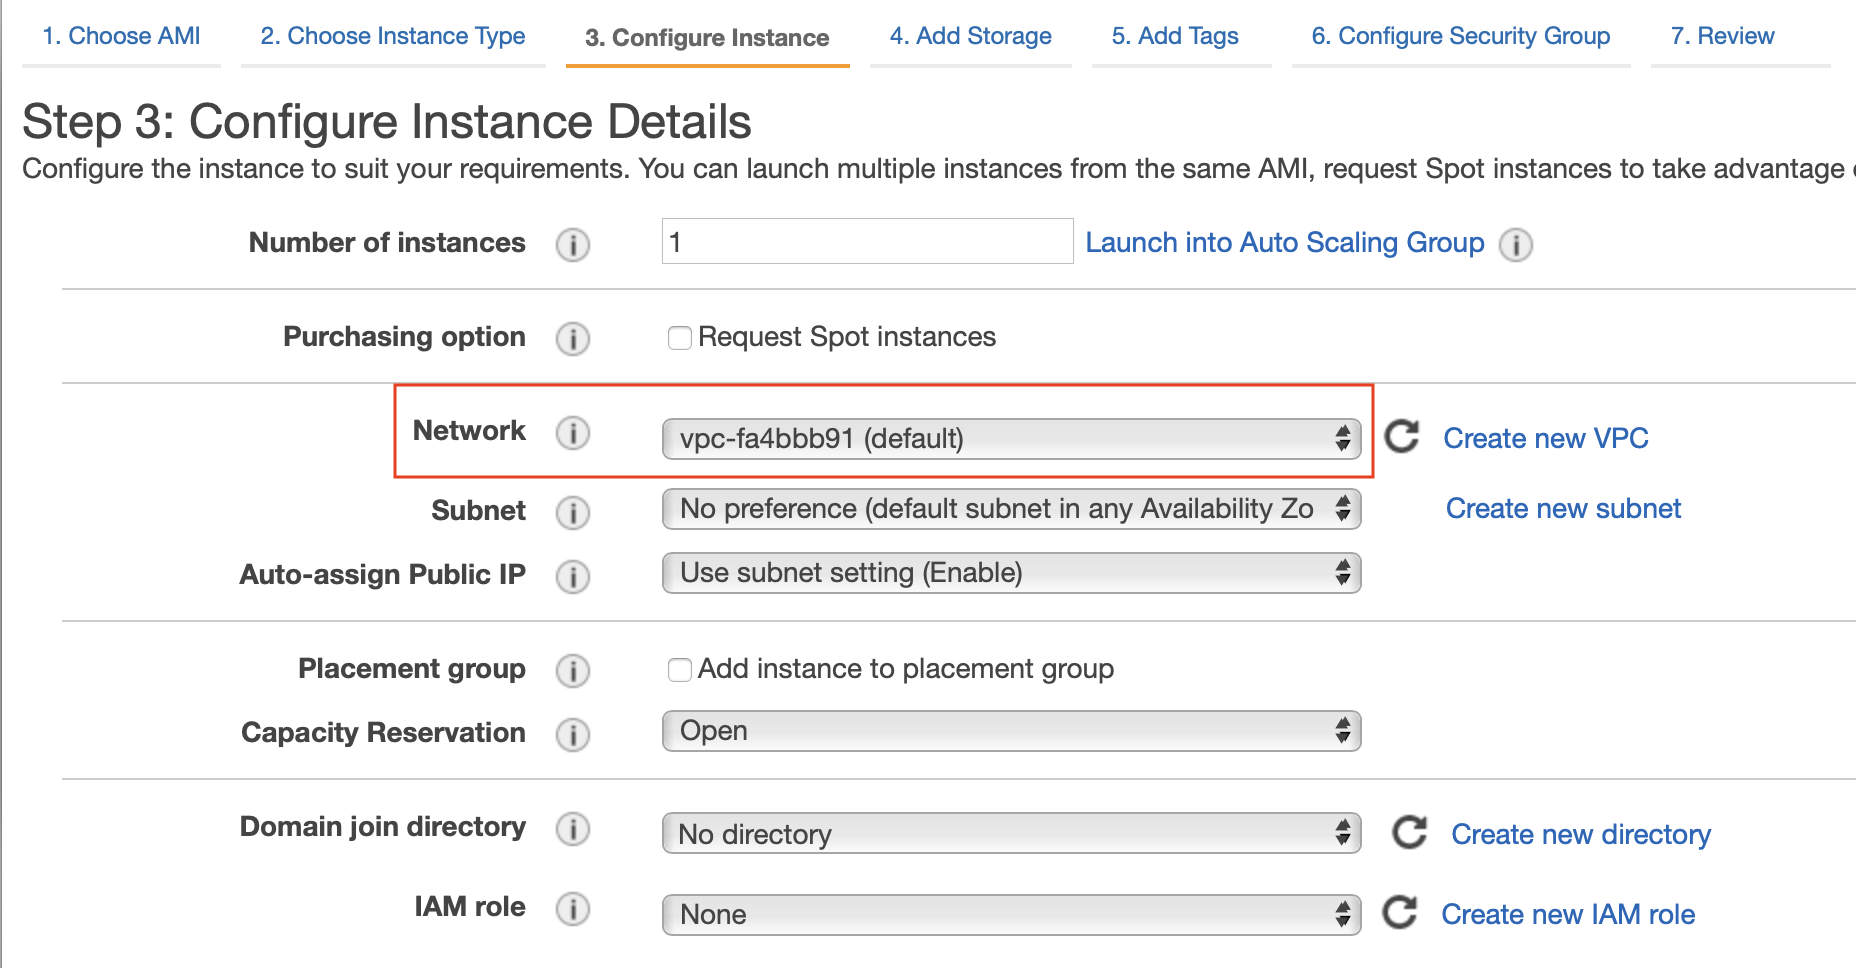 1. Choose AMI 2. Choose Instance Type 3. Configure Instance 4. Add Storage 5. Add Tags 6. Configure Security Group 7. Review
Step 3: Configure Instance Details
Configure the instance to suit your requirements. You can launch multiple instances from the same AMI, request Spot instances to take advantage
Number of instances i 1 Launch into Auto Scaling Group i
Purchasing option i Request Spot instances
Network i vpc-fa4bbb91 (default) Create new VPC
Subnet i No preference (default subnet in any Availability Zo Create new subnet
Auto-assign Public IP i Use subnet setting (Enable)
Placement group i Add instance to placement group
Capacity Reservation i Open
Domain join directory i No directory Create new directory
IAM role i None Create new IAM role